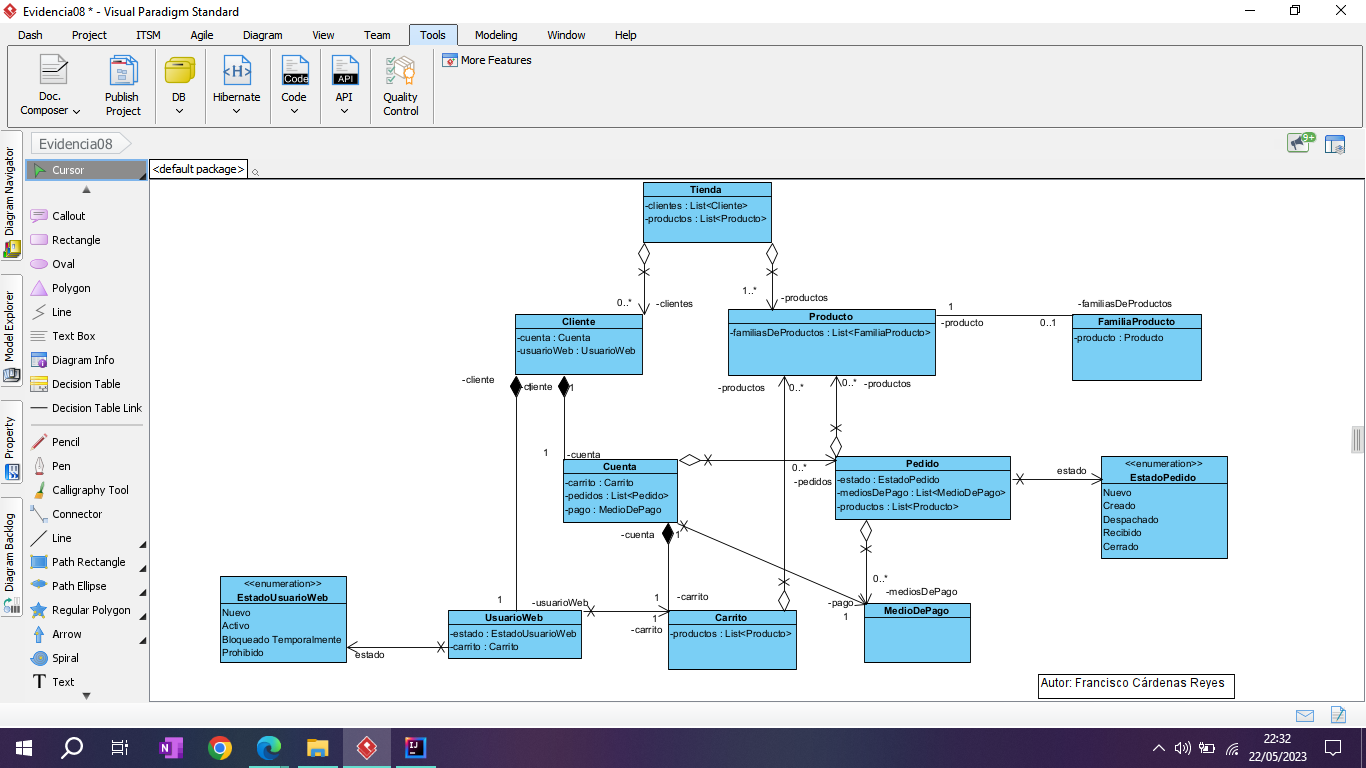 Evidencia08 * - Visual Paradigm Standard
Dash Project ITSM Agile Diagram View Team Tools Modeling Window Help
More Features
Doc. Composer
Publish Project
DB
Hibernate
Code
Code
API
API
Quality Control
<H>
Evidencia08
9+
Diagram Navigator
Model Explorer
Property
Diagram Backlog
Cursor
Callout
Rectangle
Oval
Polygon
Line
Text Box
Diagram Info
Decision Table
Decision Table Link
Pencil
Pen
Calligraphy Tool
Connector
Line
Path Rectangle
Path Ellipse
Regular Polygon
Arrow
Spiral
Text
<default package>
Tienda
-clientes : List<Cliente>
-productos : List<Producto>
0..* -clientes
1..* -productos
Cliente
-cuenta : Cuenta
-usuarioWeb : UsuarioWeb
Producto
-familiasDeProductos : List<FamiliaProducto>
1
-producto
-familiasDeProductos
0..1
FamiliaProducto
-producto : Producto
-cliente
-cliente
1
-productos 0..*
0..* -productos
1
-cuenta
Cuenta
-carrito : Carrito
-pedidos : List<Pedido>
-pago : MedioDePago
0..*
-pedidos
Pedido
-estado : EstadoPedido
-mediosDePago : List<MedioDePago>
-productos : List<Producto>
estado
<<enumeration>>
EstadoPedido
Nuevo
Creado
Despachado
Recibido
Cerrado
-cuenta 1
0..*
-mediosDePago
<<enumeration>>
EstadoUsuarioWeb
Nuevo
Activo
Bloqueado Temporalmente
Prohibido
estado
1
-usuarioWeb
UsuarioWeb
-estado : EstadoUsuarioWeb
-carrito : Carrito
1 -carrito
1
-carrito
Carrito
-productos : List<Producto>
-pago
1
MedioDePago
Autor: Francisco Cárdenas Reyes
22:32
22/05/2023